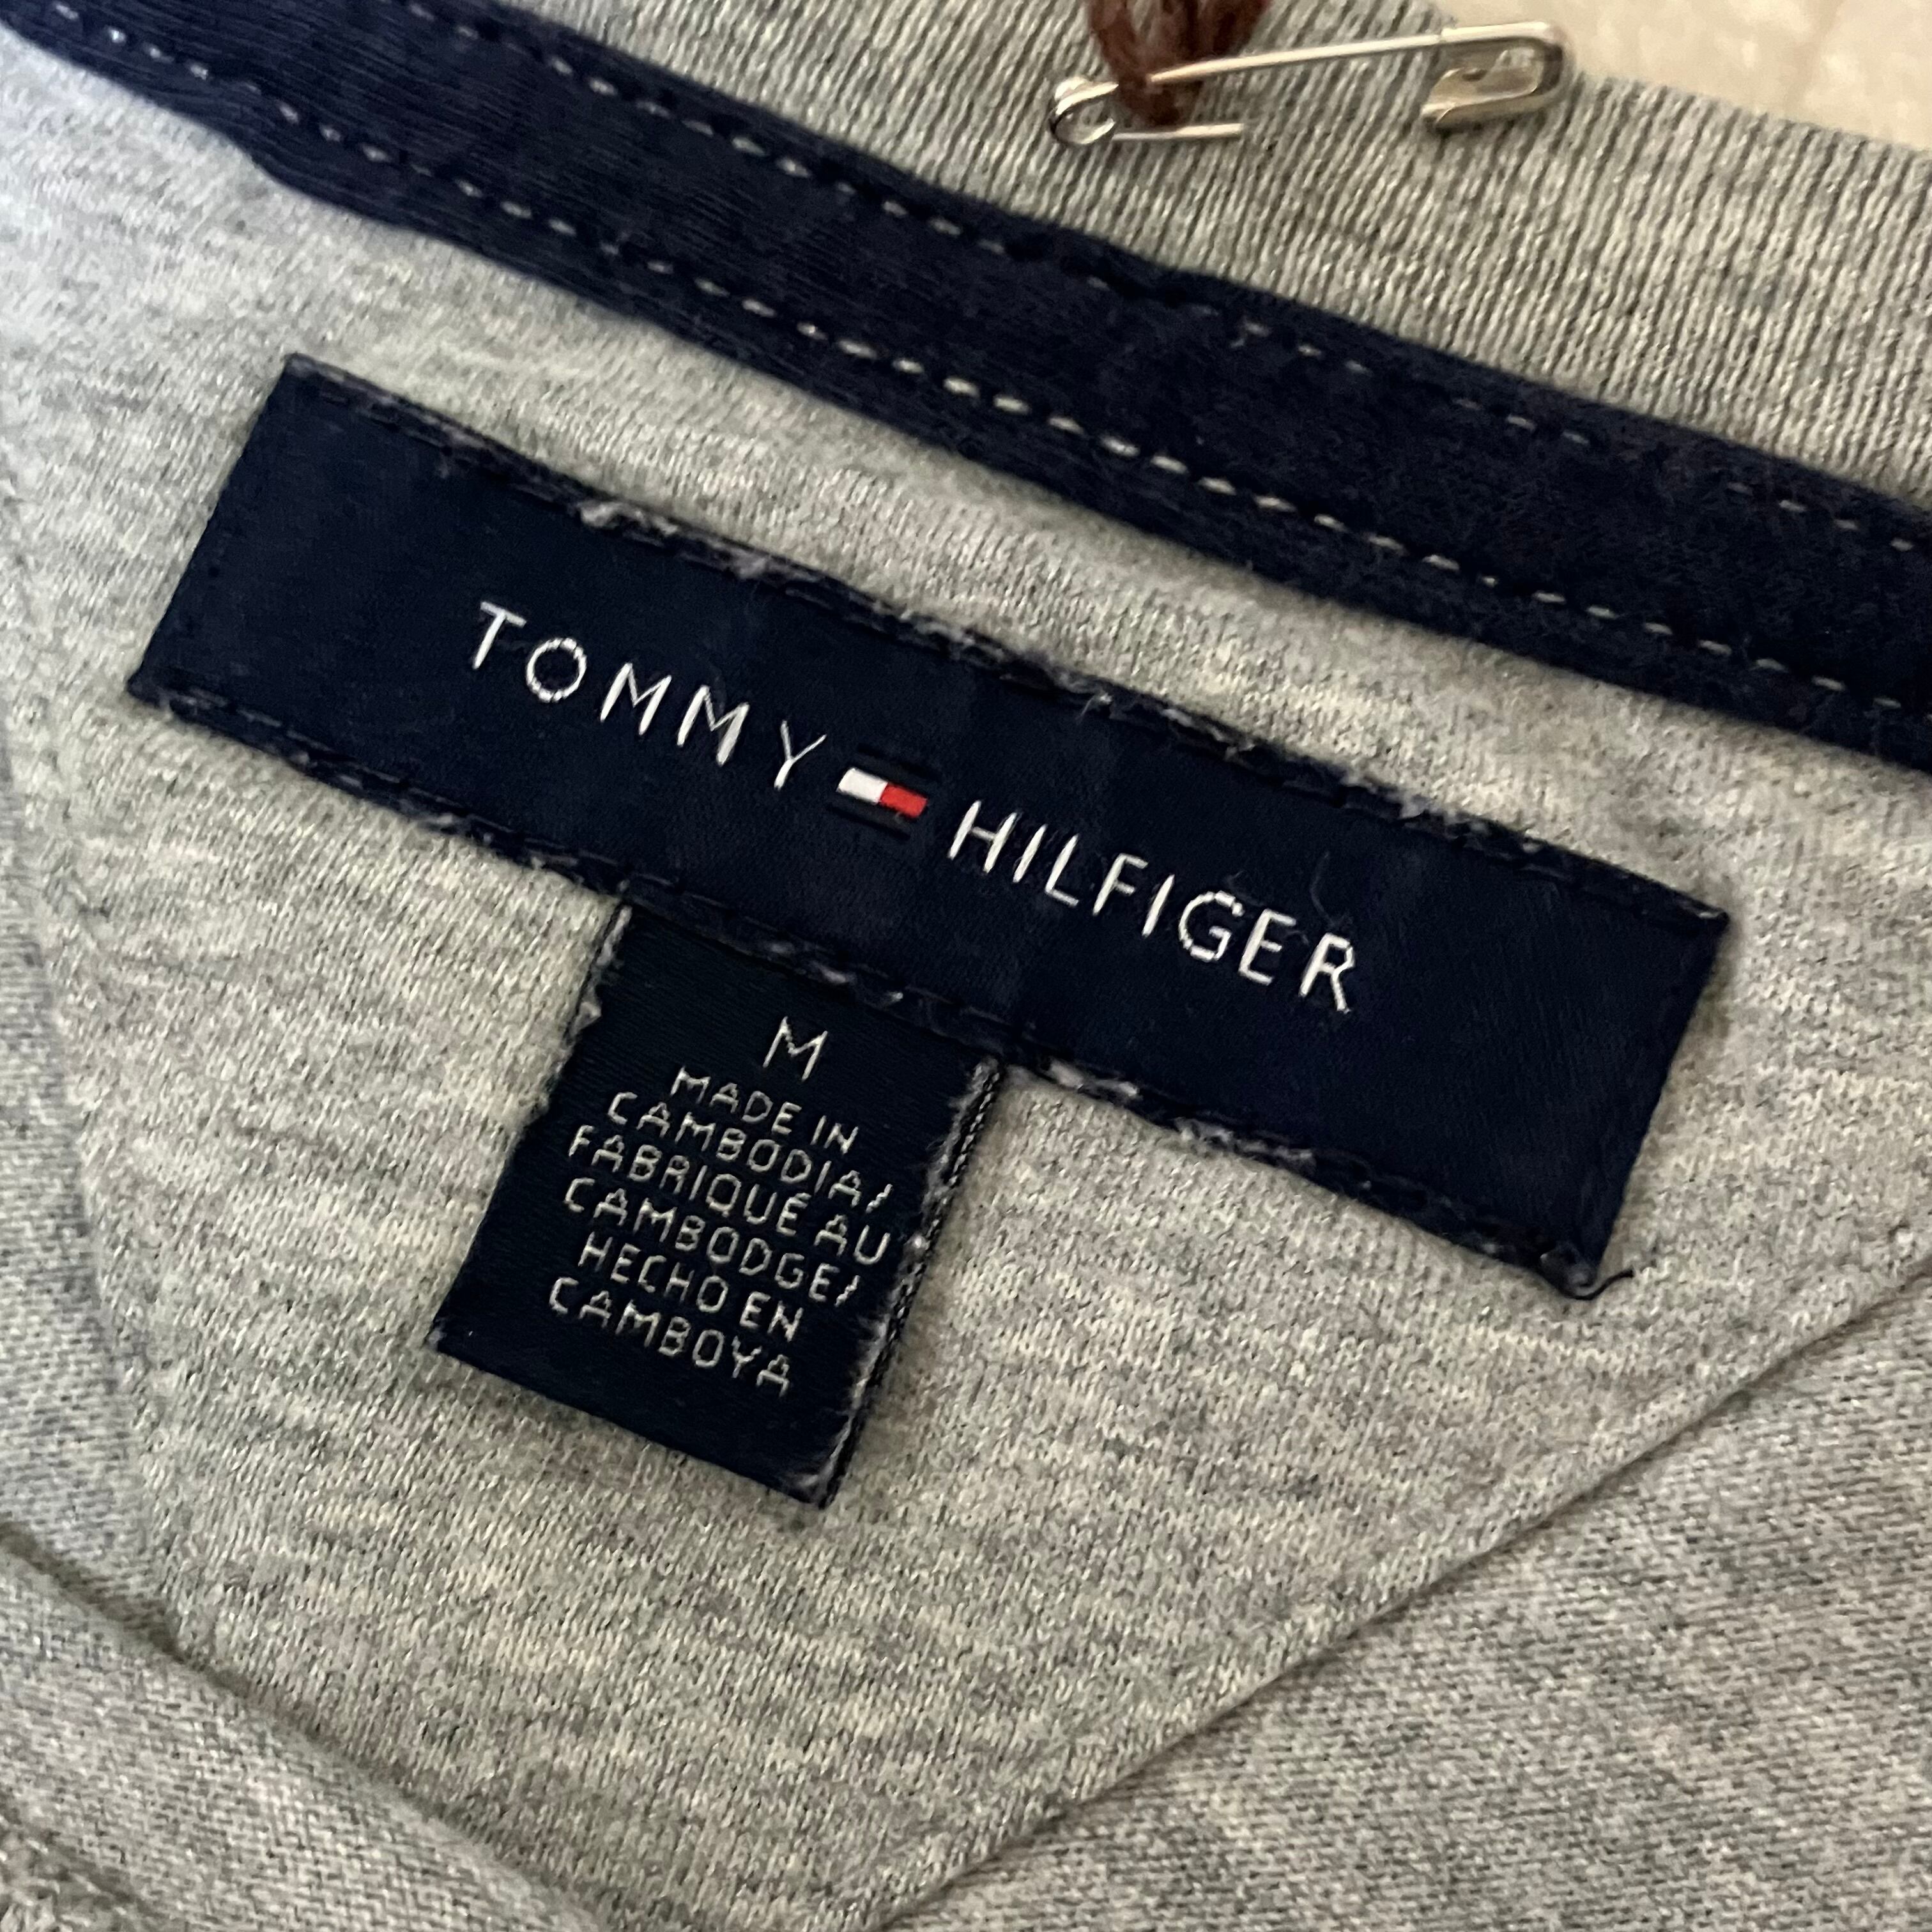 TOMMY HILFIGER
M
MADE IN
CAMBODIA/
FABRIQUÉ AU
CAMBODGE/
HECHO EN
CAMBOYA